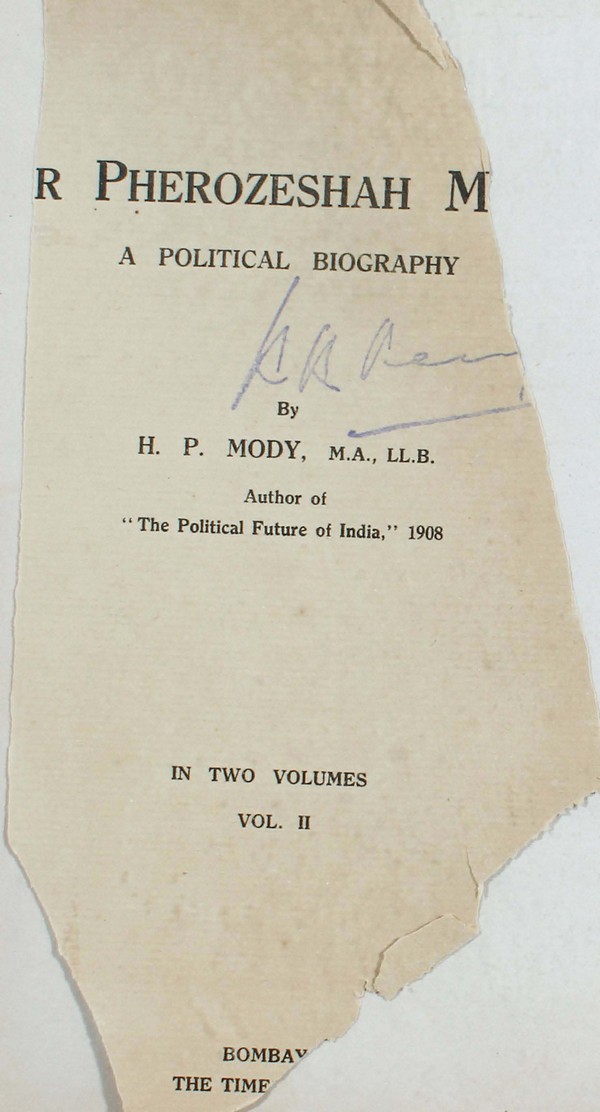 R PHEROZESHAH M
A POLITICAL BIOGRAPHY
By
H. P. MODY, M.A., LL.B.
Author of
"The Political Future of India," 1908
IN TWO VOLUMES
VOL. II
BOMBAY
THE TIME